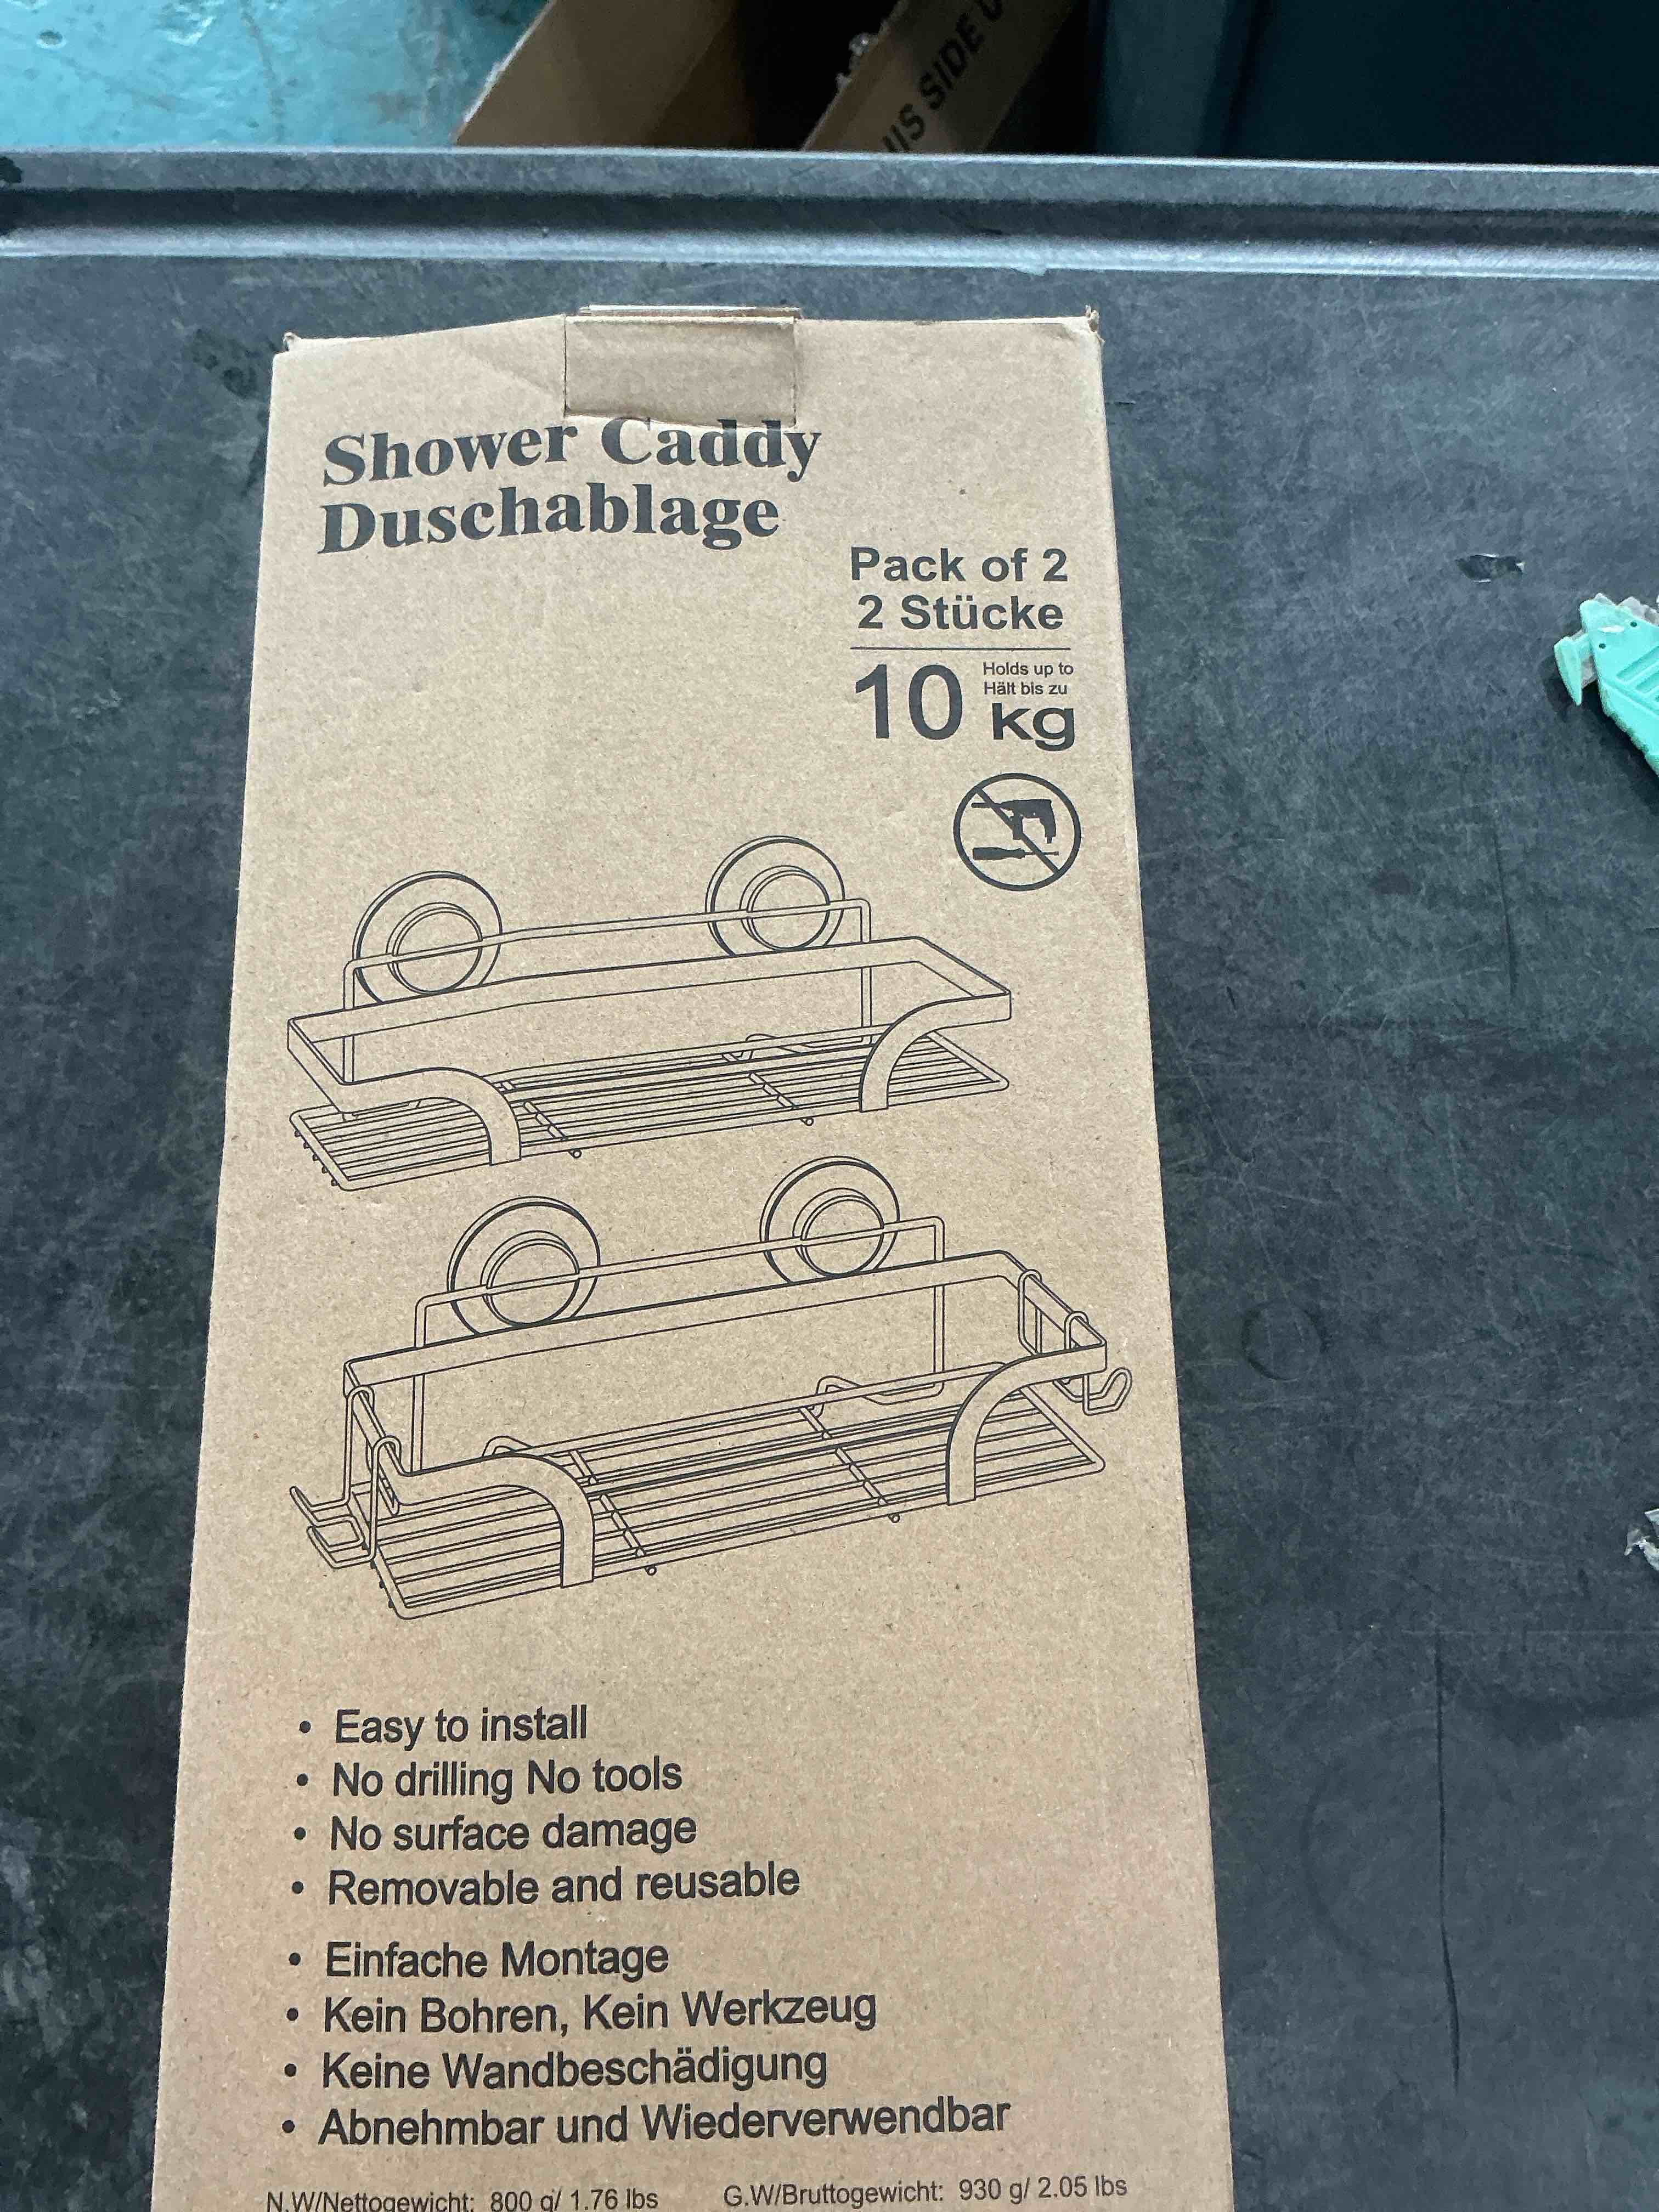 HIS SIDE U
Shower Caddy
Duschablage
Pack of 2
2 Stücke
Holds up to
Hält bis zu
10 kg
• Easy to install
• No drilling No tools
• No surface damage
• Removable and reusable
• Einfache Montage
• Kein Bohren, Kein Werkzeug
• Keine Wandbeschädigung
• Abnehmbar und Wiederverwendbar
N.W/Nettogewicht: 800 g/ 1.76 lbs G.W/Bruttogewicht: 930 g/ 2.05 lbs